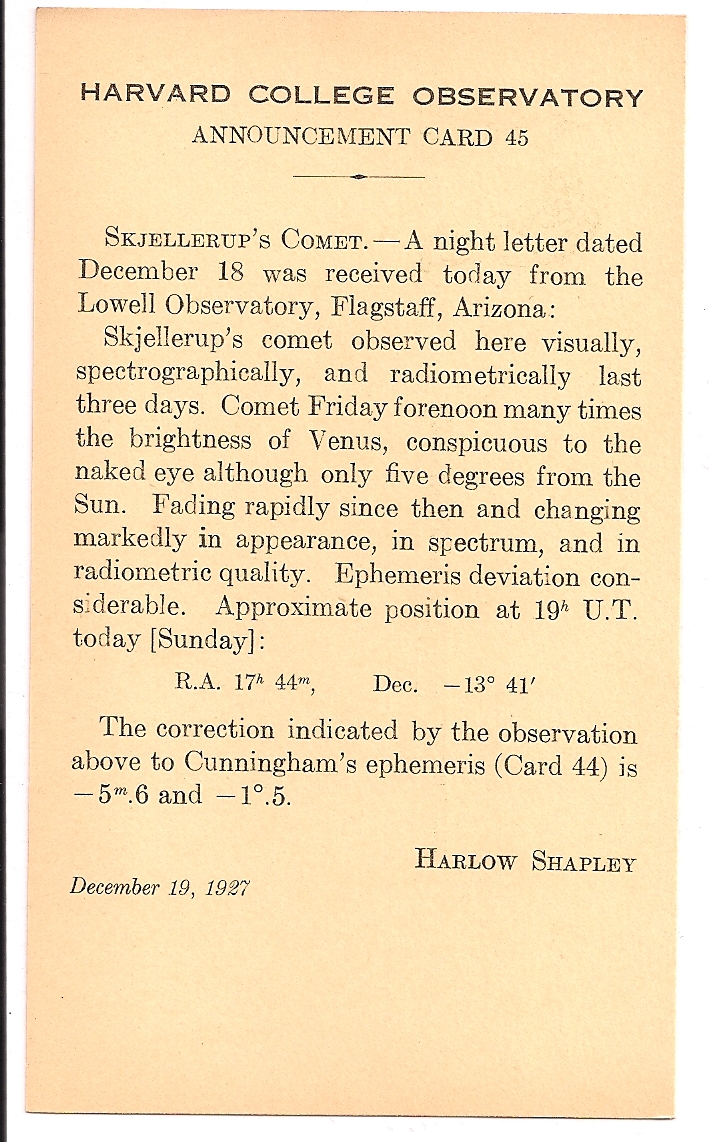 HARVARD COLLEGE OBSERVATORY
ANNOUNCEMENT CARD 45
SKJELLERUP'S COMET.—A night letter dated
December 18 was received today from the
Lowell Observatory, Flagstaff, Arizona:
Skjellerup's comet observed here visually,
spectrographically, and radiometrically last
three days. Comet Friday forenoon many times
the brightness of Venus, conspicuous to the
naked eye although only five degrees from the
Sun. Fading rapidly since then and changing
markedly in appearance, in spectrum, and in
radiometric quality. Ephemeris deviation con-
siderable. Approximate position at 19ʰ U.T.
today [Sunday]:
R.A. 17ʰ 44ᵐ, Dec. −13° 41′
The correction indicated by the observation
above to Cunningham's ephemeris (Card 44) is
−5ᵐ.6 and −1°.5.
HARLOW SHAPLEY
December 19, 1927